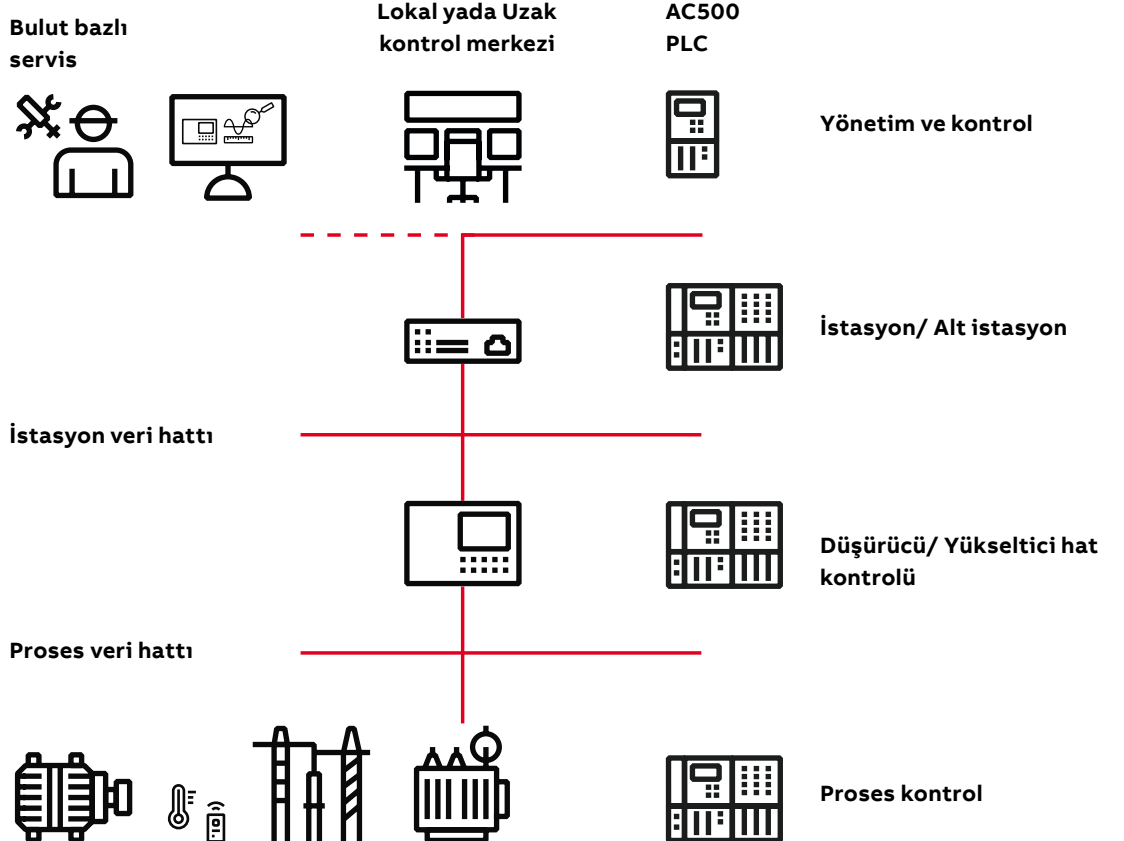 Bulut bazlı
servis
Lokal yada Uzak
kontrol merkezi
AC500
PLC
Yönetim ve kontrol
İstasyon/ Alt istasyon
İstasyon veri hattı
Düşürücü/ Yükseltici hat
kontrolü
Proses veri hattı
Proses kontrol